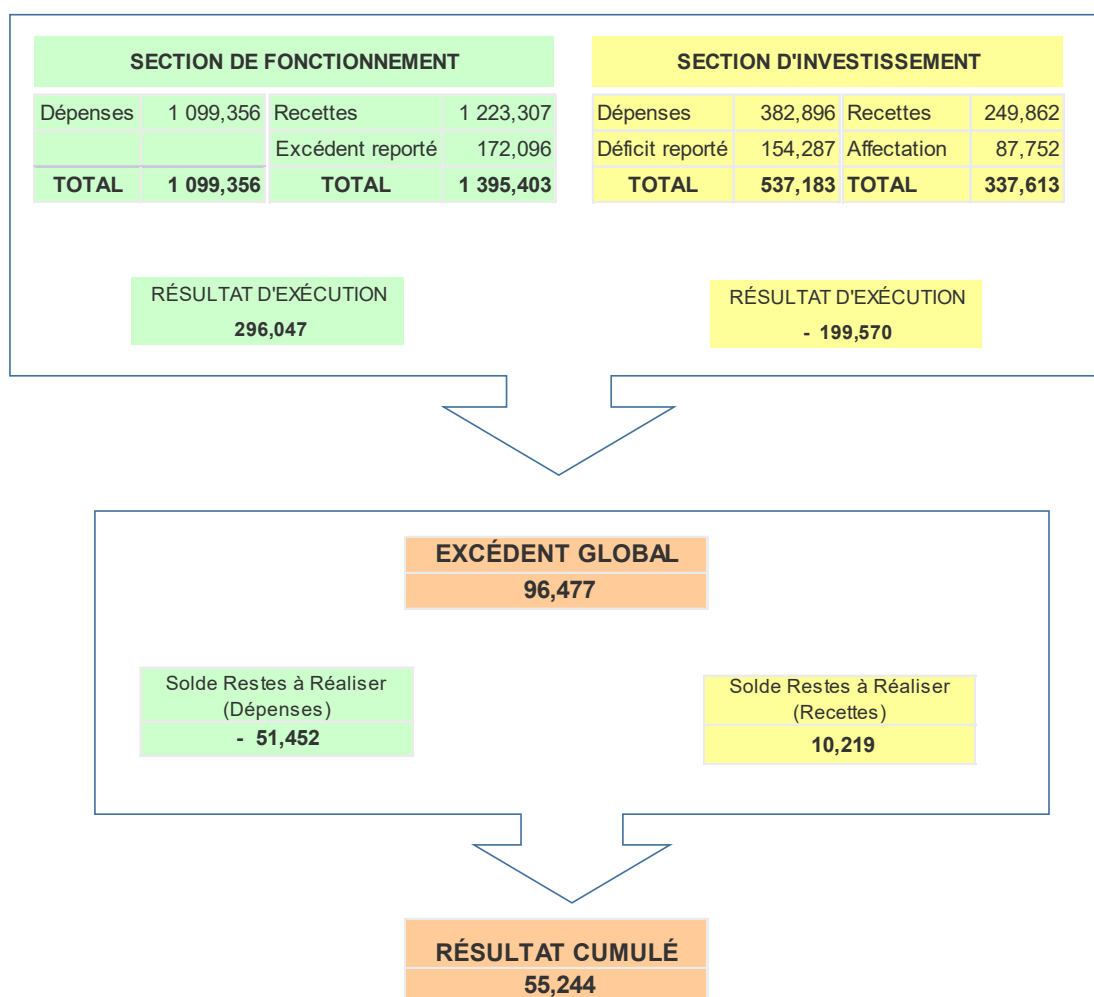 SECTION DE FONCTIONNEMENT
Dépenses 1 099,356 Recettes 1 223,307
Excédent reporté 172,096
TOTAL 1 099,356 TOTAL 1 395,403
SECTION D'INVESTISSEMENT
Dépenses 382,896 Recettes 249,862
Déficit reporté 154,287 Affectation 87,752
TOTAL 537,183 TOTAL 337,613
RÉSULTAT D'EXÉCUTION
296,047
RÉSULTAT D'EXÉCUTION
- 199,570
EXCÉDENT GLOBAL
96,477
Solde Restes à Réaliser
(Dépenses)
- 51,452
Solde Restes à Réaliser
(Recettes)
10,219
RÉSULTAT CUMULÉ
55,244